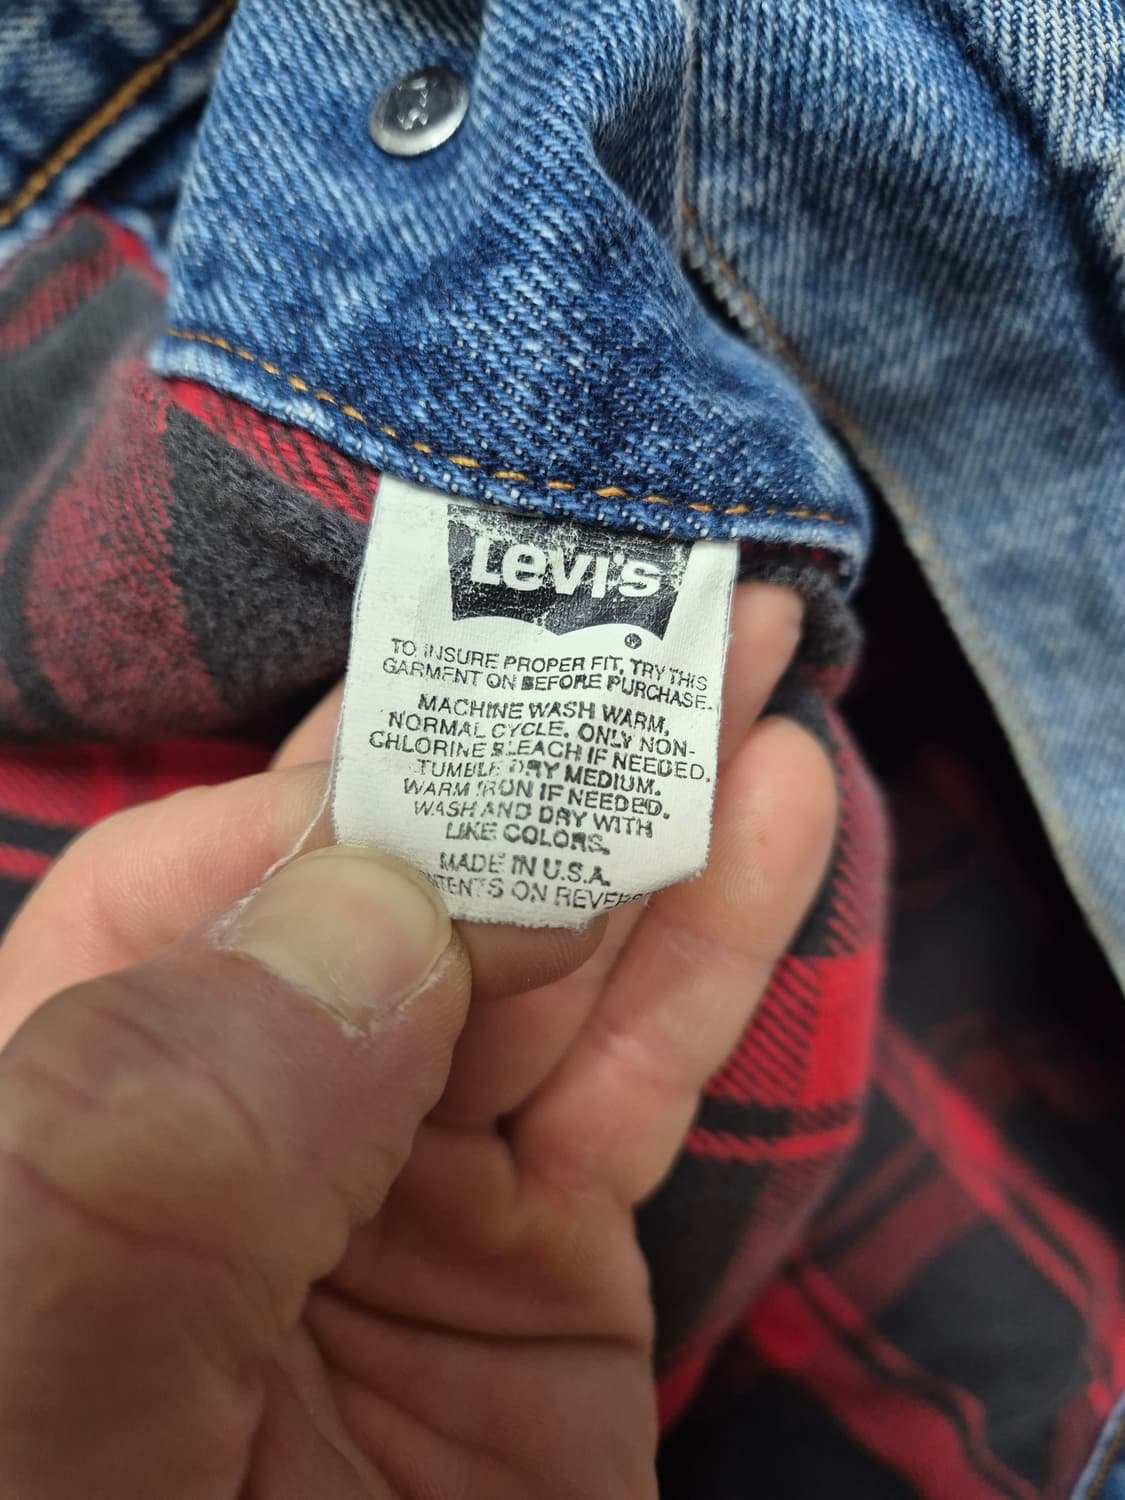 Levi's
®
TO INSURE PROPER FIT, TRY THIS
GARMENT ON BEFORE PURCHASE.
MACHINE WASH WARM,
NORMAL CYCLE. ONLY NON-
CHLORINE BLEACH IF NEEDED.
TUMBLE DRY MEDIUM.
WARM IRON IF NEEDED.
WASH AND DRY WITH
LIKE COLORS.
MADE IN U.S.A.
ON